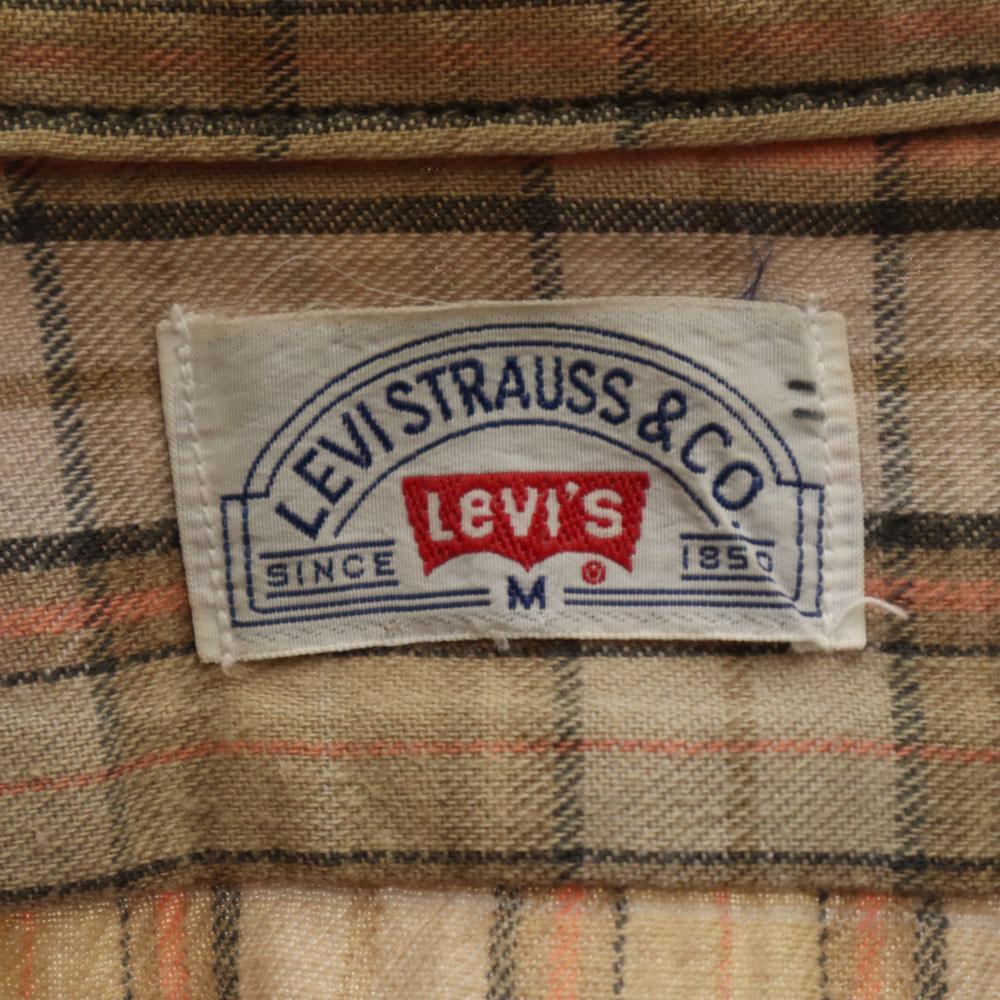 LEVI STRAUSS & CO.
LEVI'S
SINCE 1850
M